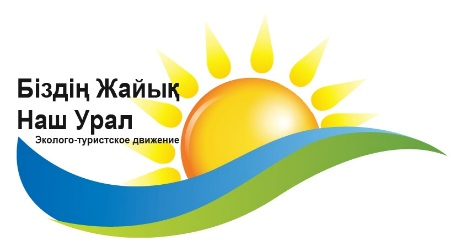 Біздің Жайық
Наш Урал
Эколого-туристское движение